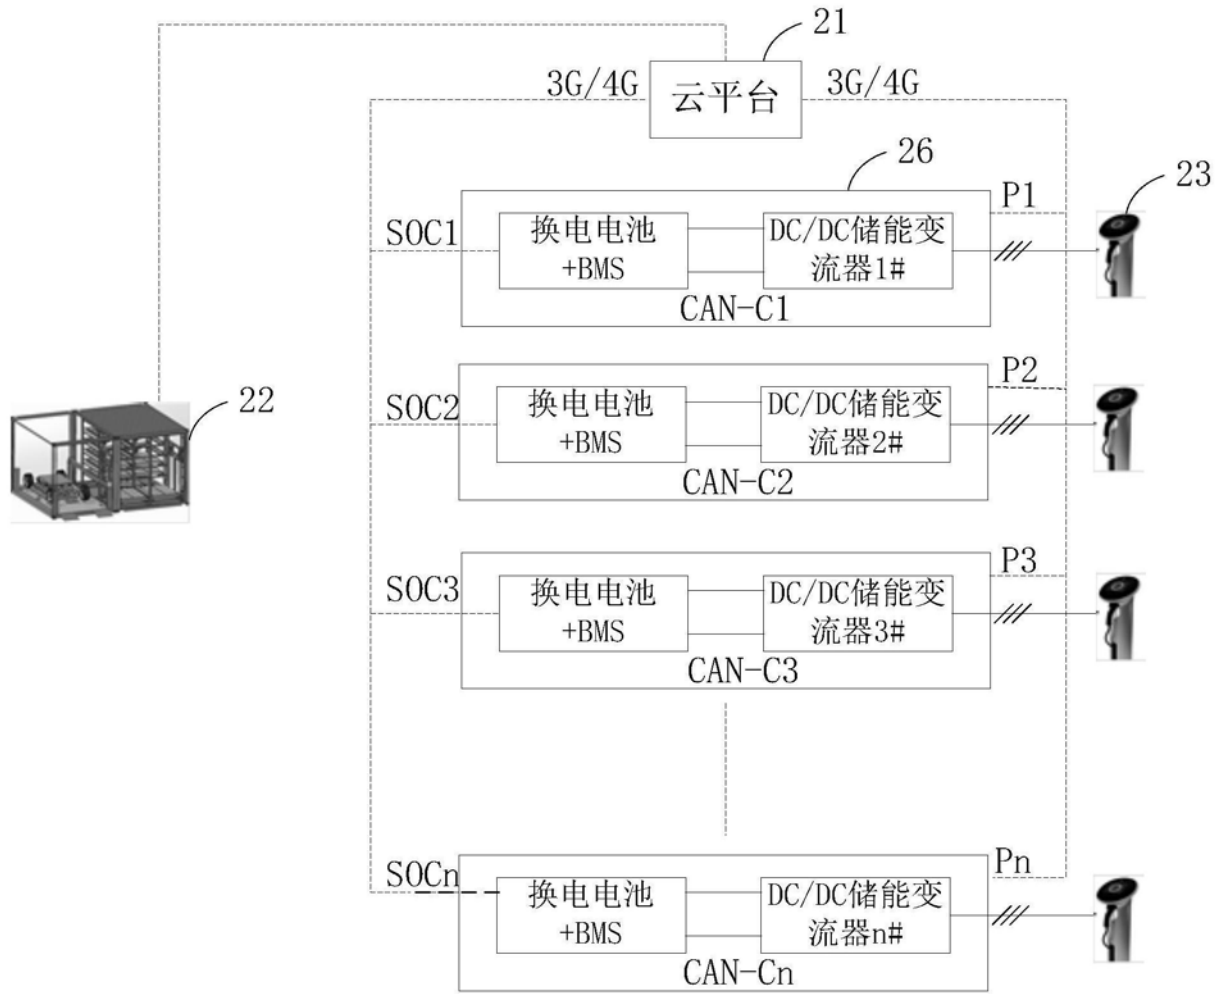 21
3G/4G
云平台
3G/4G
26
23
P1
SOC1
换电电池
+BMS
DC/DC储能变
流器1#
CAN-C1
22
P2
SOC2
换电电池
+BMS
DC/DC储能变
流器2#
CAN-C2
P3
SOC3
换电电池
+BMS
DC/DC储能变
流器3#
CAN-C3
Pn
SOCn
换电电池
+BMS
DC/DC储能变
流器n#
CAN-Cn